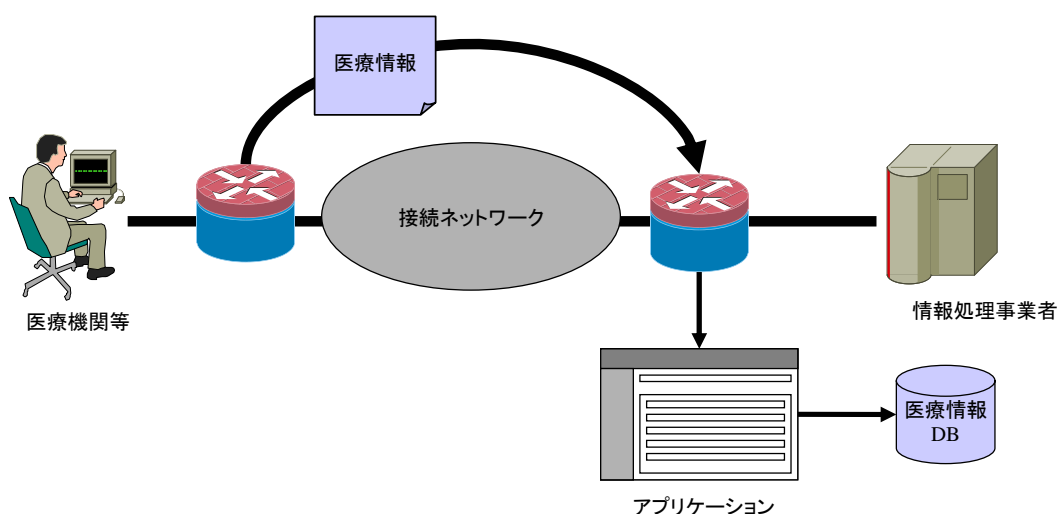 医療情報
接続ネットワーク
医療機関等
情報処理事業者
医療情報
DB
アプリケーション